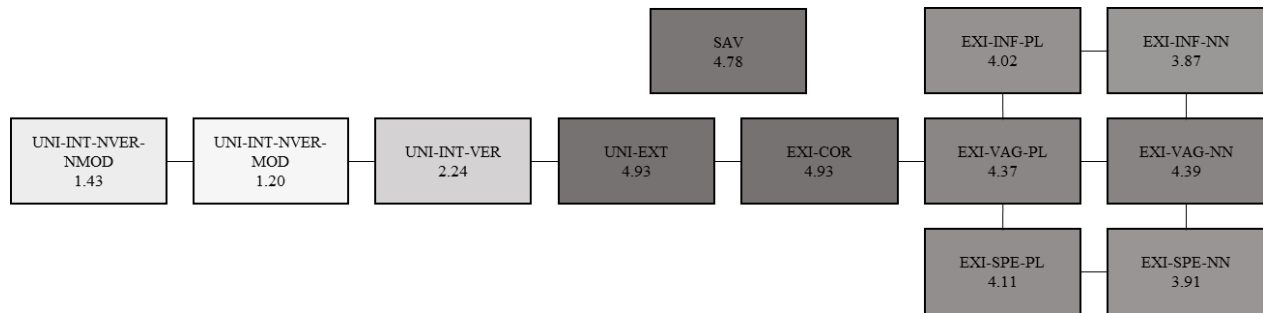 SAV
4.78
EXI-INF-PL
4.02
EXI-INF-NN
3.87
UNI-INT-NVER-
NMOD
1.43
UNI-INT-NVER-
MOD
1.20
UNI-INT-VER
2.24
UNI-EXT
4.93
EXI-COR
4.93
EXI-VAG-PL
4.37
EXI-VAG-NN
4.39
EXI-SPE-PL
4.11
EXI-SPE-NN
3.91